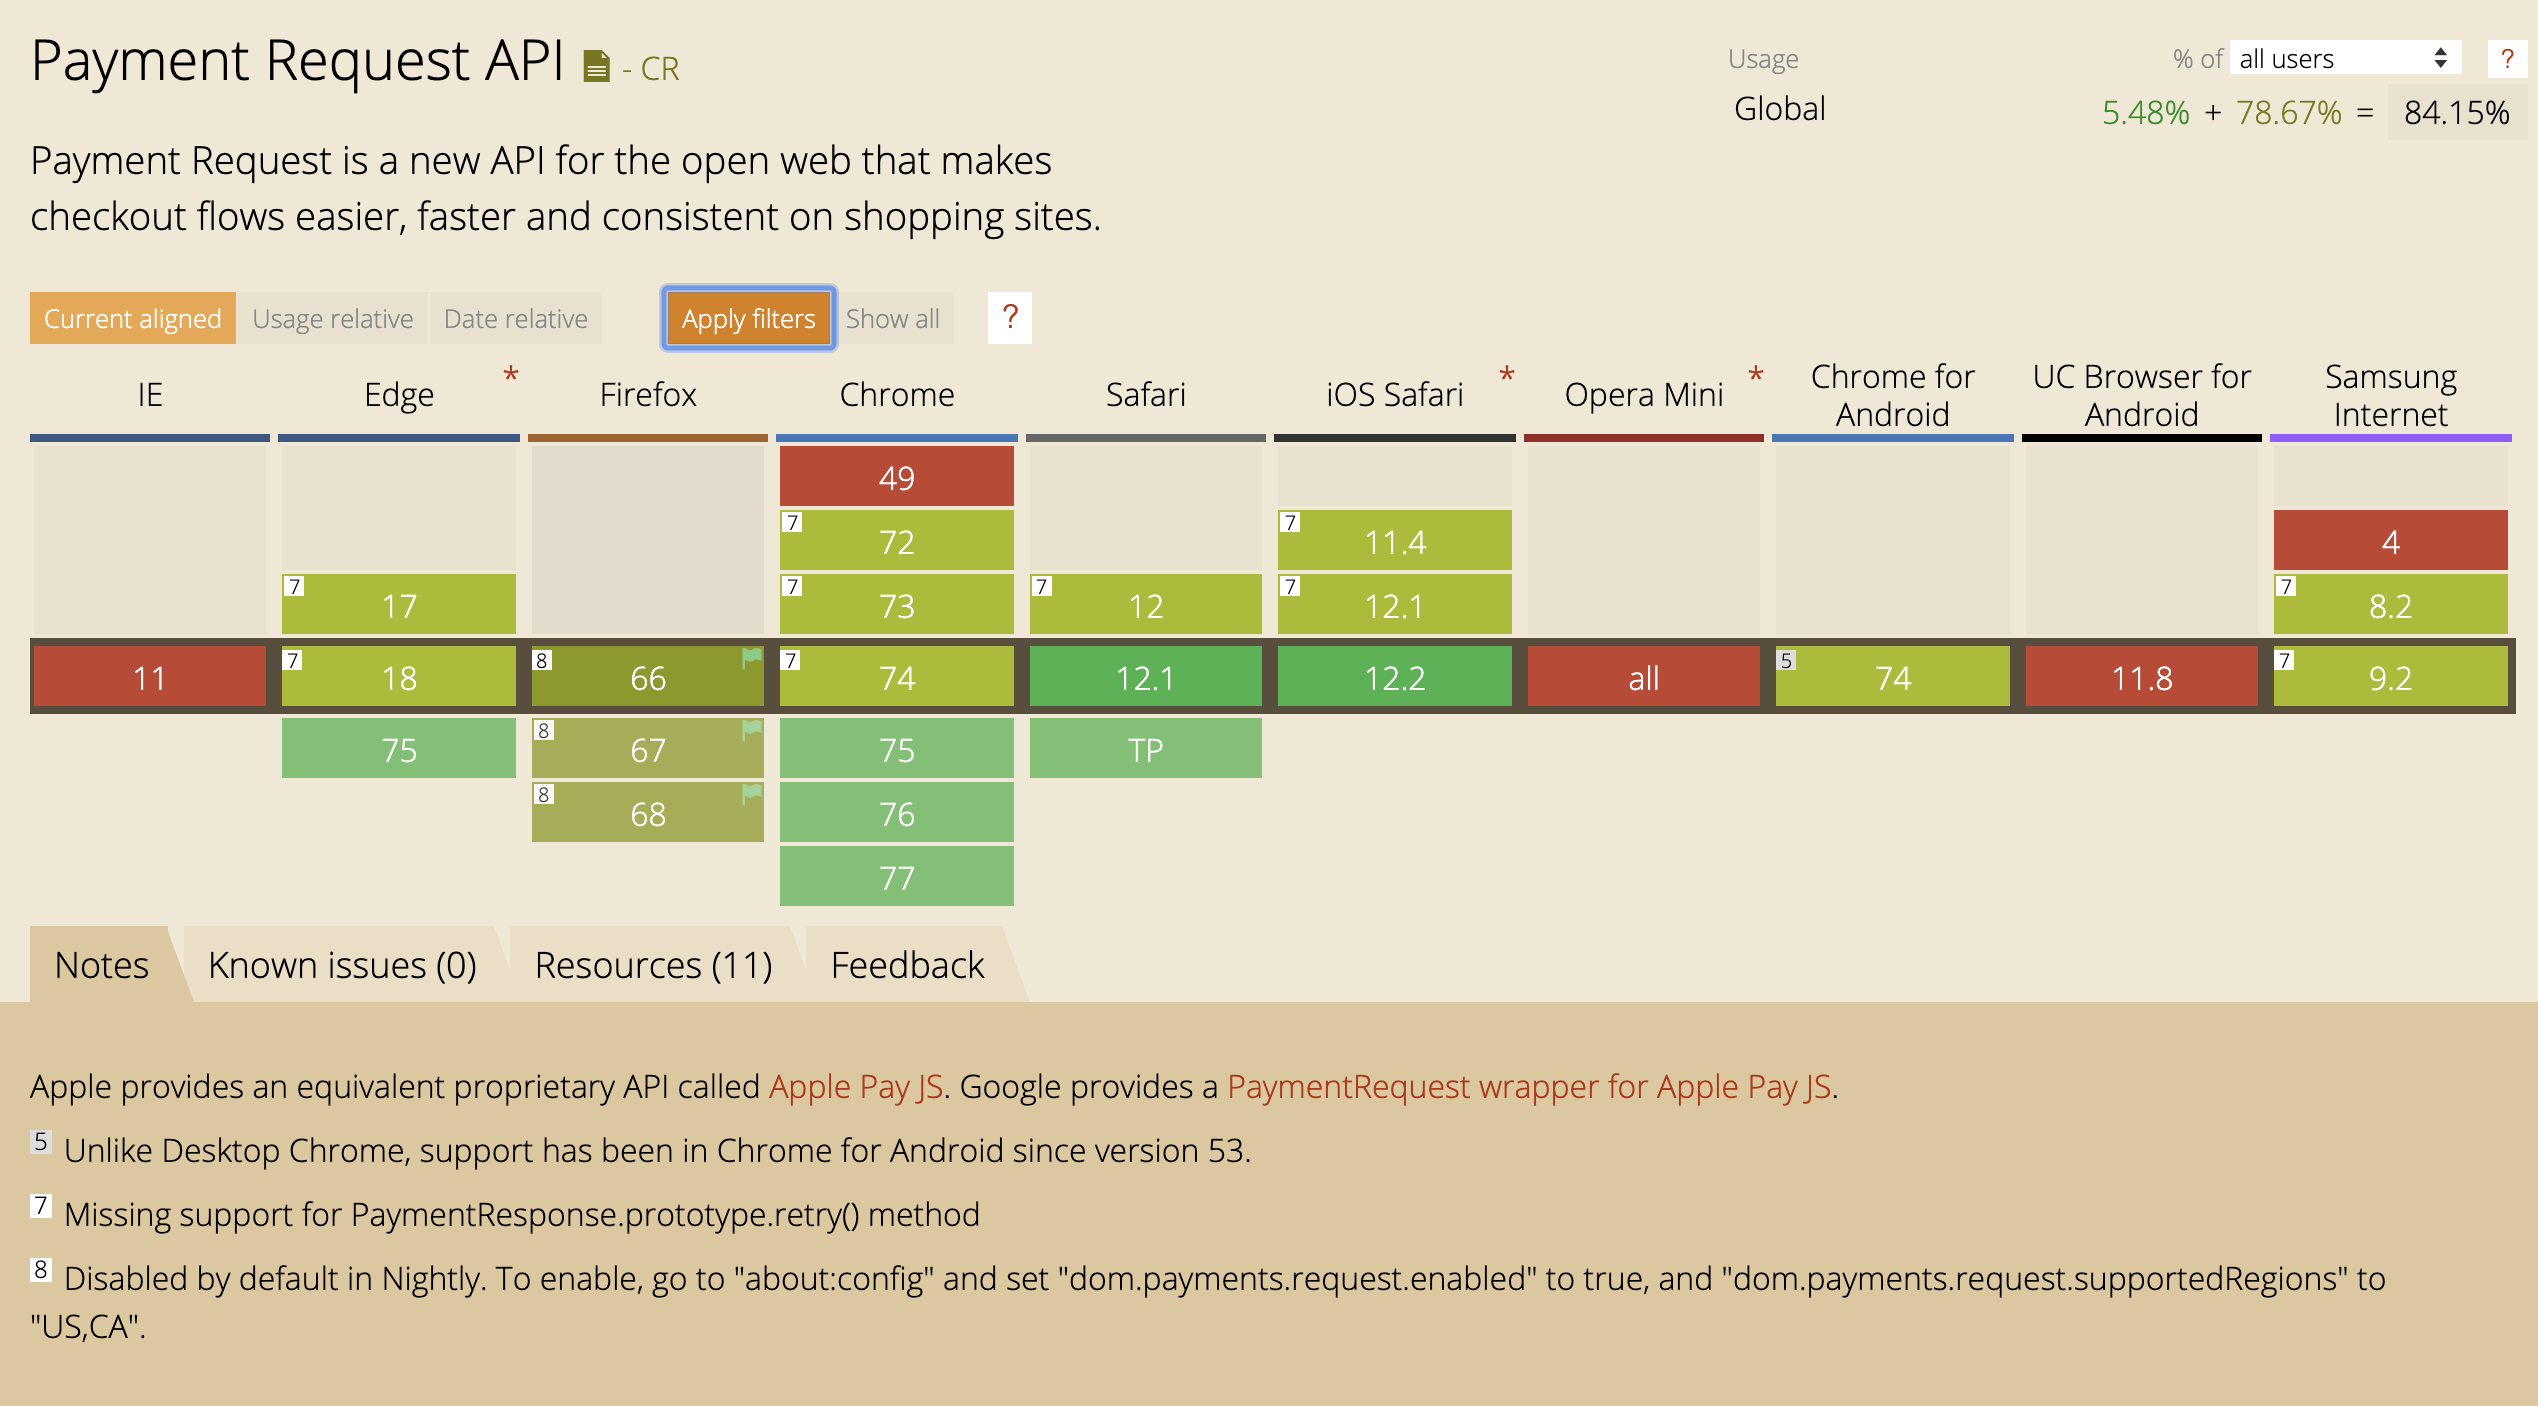 Payment Request API - CR
Usage % of all users ?
Global 5.48% + 78.67% = 84.15%
Payment Request is a new API for the open web that makes
checkout flows easier, faster and consistent on shopping sites.
Current aligned Usage relative Date relative Apply filters Show all ?
IE Edge * Firefox Chrome Safari iOS Safari * Opera Mini * Chrome for Android UC Browser for Android Samsung Internet
49
7 72 7 11.4 4
7 17 7 73 7 12 7 12.1 7 8.2
11 7 18 8 66 7 74 12.1 12.2 all 5 74 11.8 7 9.2
75 8 67 75 TP
8 68 76
77
Notes Known issues (0) Resources (11) Feedback
Apple provides an equivalent proprietary API called Apple Pay JS. Google provides a PaymentRequest wrapper for Apple Pay JS.
5 Unlike Desktop Chrome, support has been in Chrome for Android since version 53.
7 Missing support for PaymentResponse.prototype.retry() method
8 Disabled by default in Nightly. To enable, go to "about:config" and set "dom.payments.request.enabled" to true, and "dom.payments.request.supportedRegions" to
"US,CA".